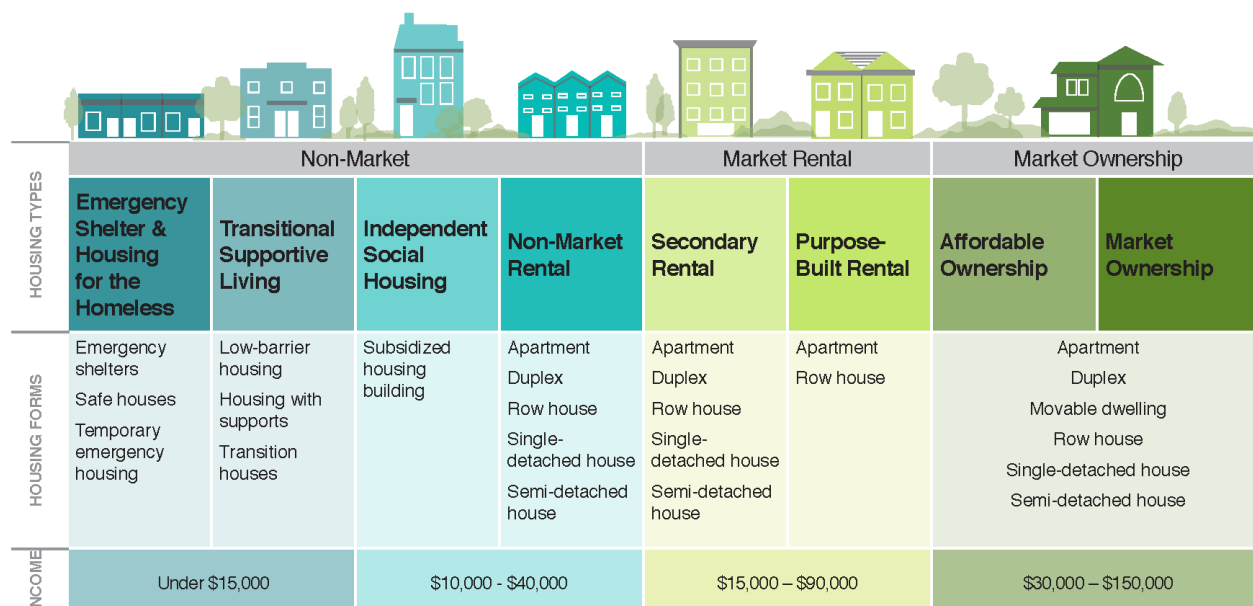 Non-Market
Market Rental
Market Ownership
HOUSING TYPES
Emergency
Shelter &
Housing
for the
Homeless
Transitional
Supportive
Living
Independent
Social
Housing
Non-Market
Rental
Secondary
Rental
Purpose-
Built Rental
Affordable
Ownership
Market
Ownership
HOUSING FORMS
Emergency
shelters
Safe houses
Temporary
emergency
housing
Low-barrier
housing
Housing with
supports
Transition
houses
Subsidized
housing
building
Apartment
Duplex
Row house
Single-
detached house
Semi-detached
house
Apartment
Duplex
Row house
Single-
detached house
Semi-detached
house
Apartment
Row house
Apartment
Duplex
Movable dwelling
Row house
Single-detached house
Semi-detached house
INCOME
Under $15,000
$10,000 - $40,000
$15,000 – $90,000
$30,000 – $150,000